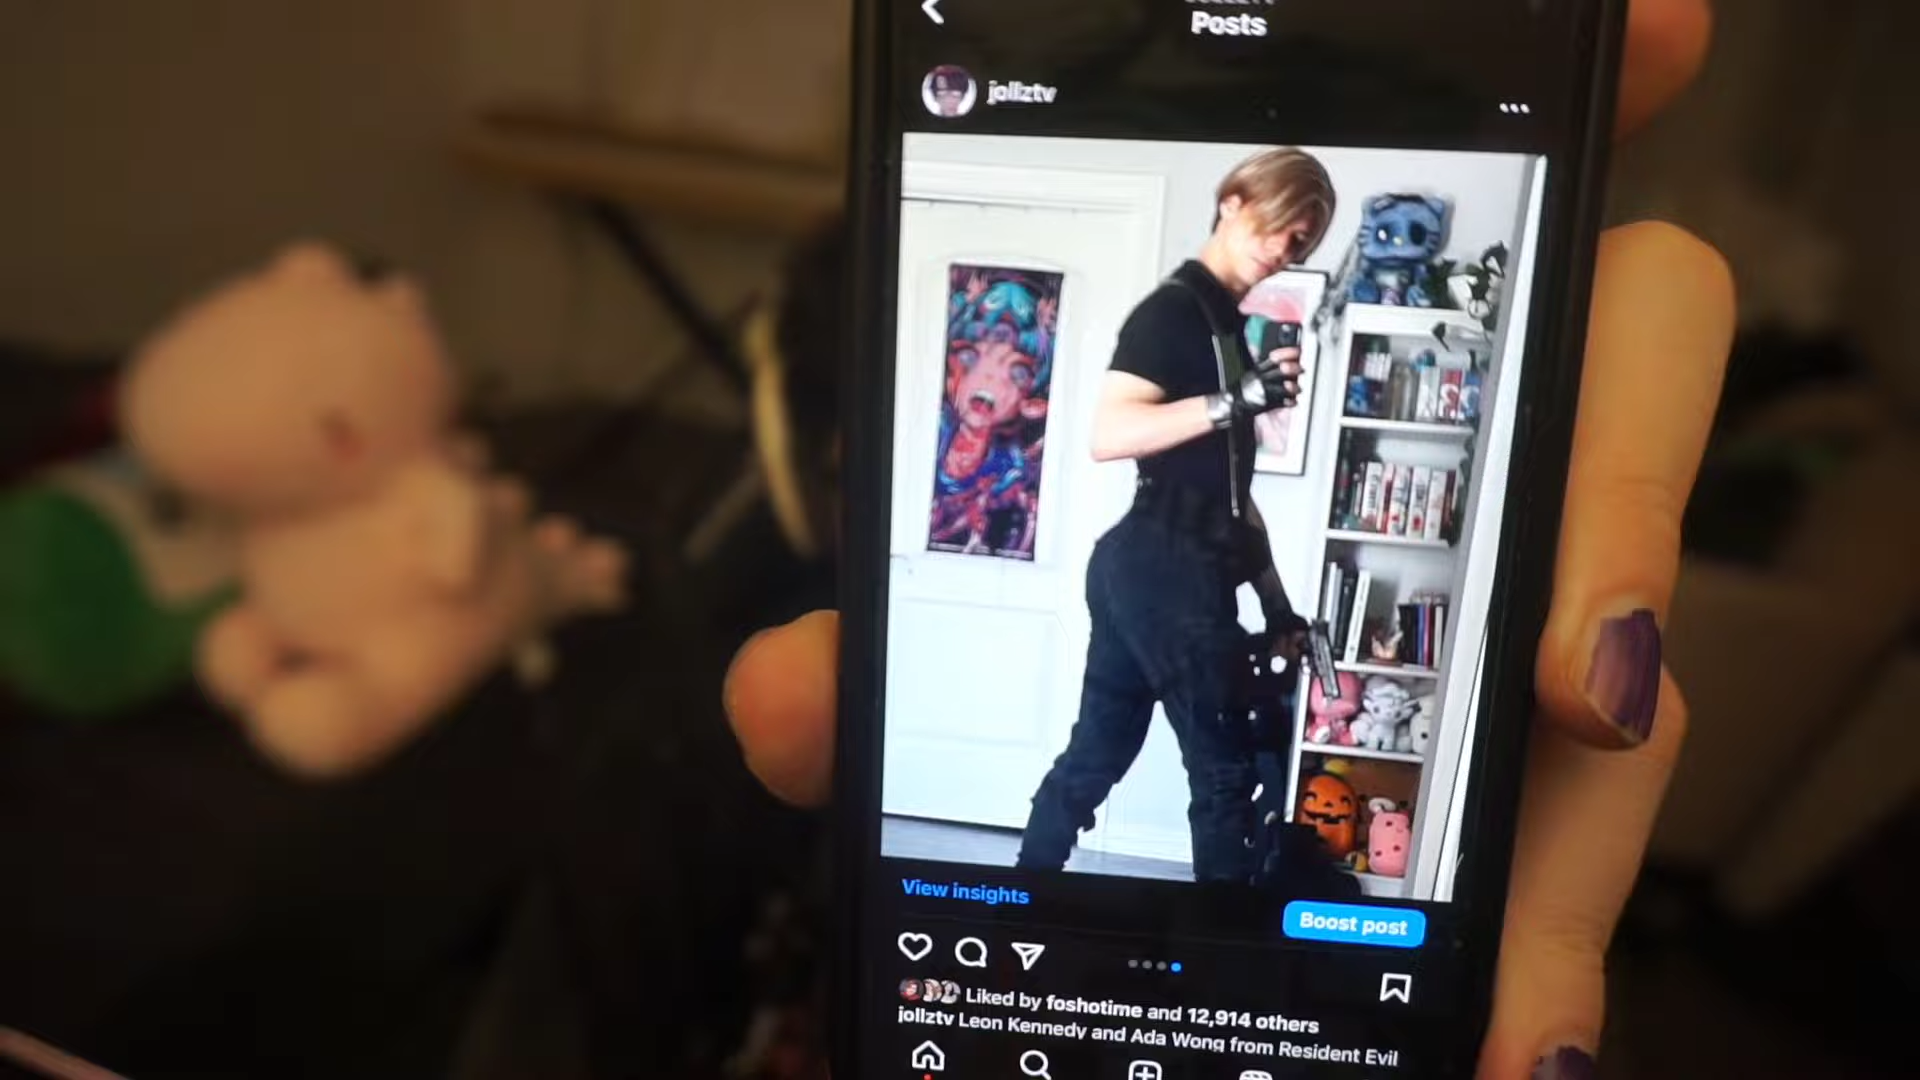 Posts
jollztv
View insights
Boost post
Liked by foshotime and 12,914 others
jollztv Leon Kennedy and Ada Wong from Resident Evil